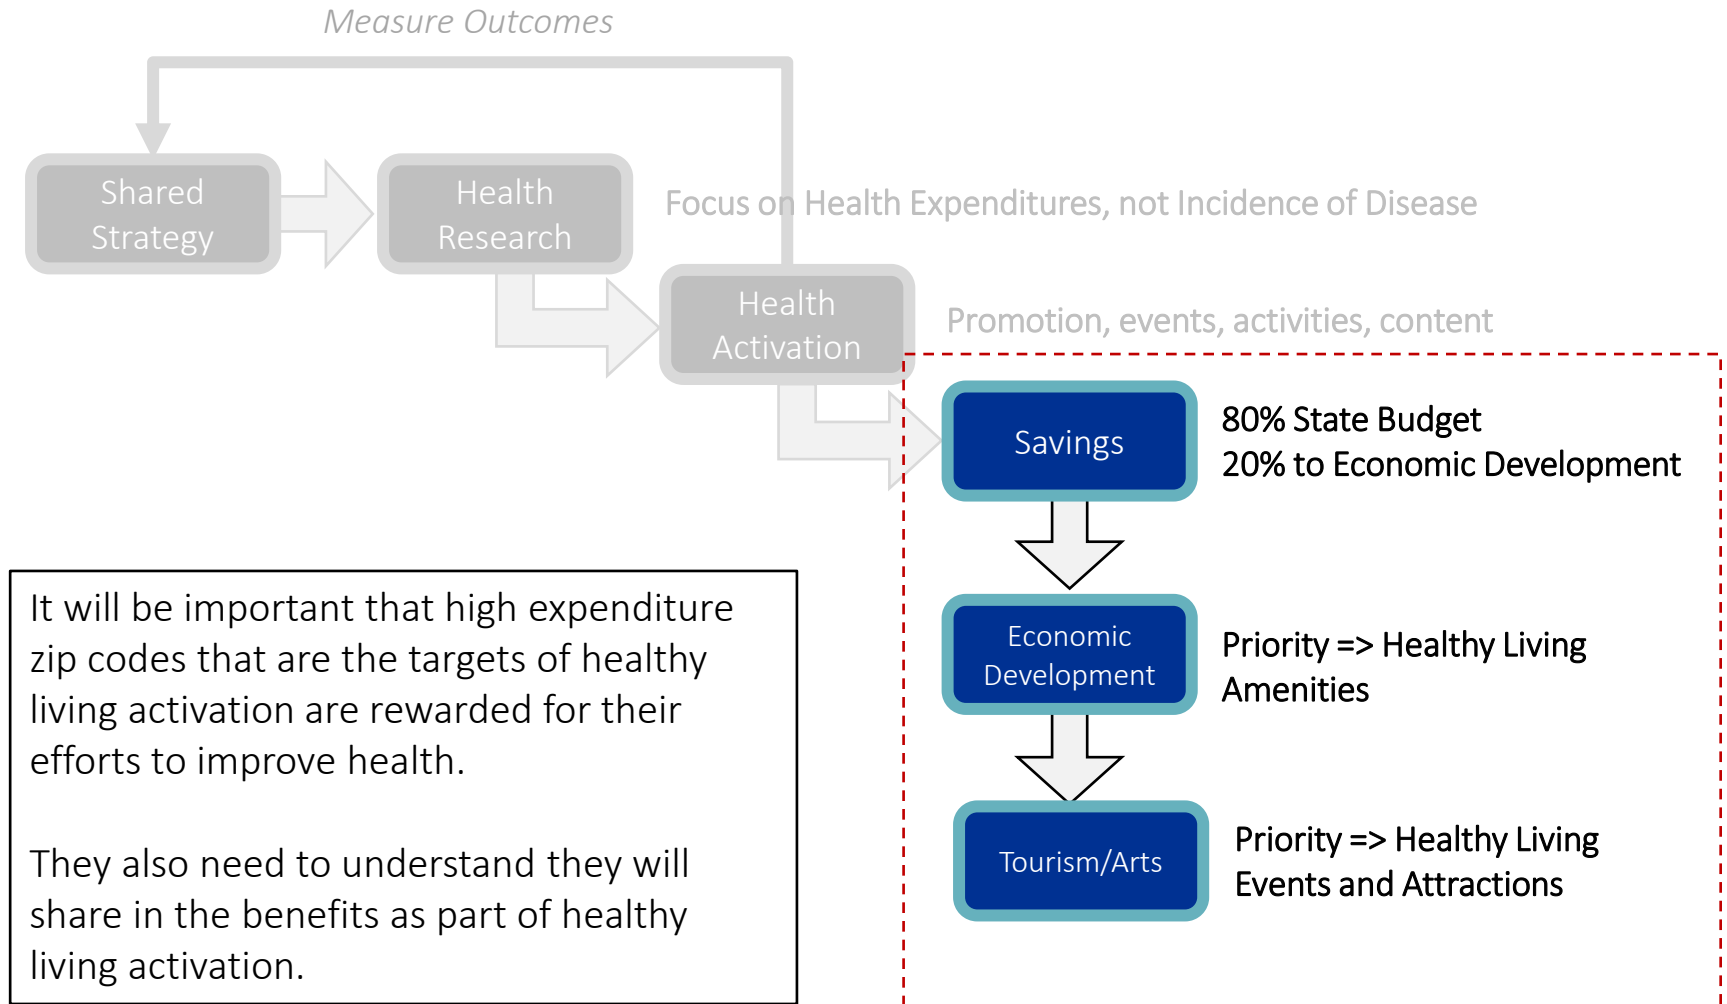 Measure Outcomes
Shared
Strategy
Health
Research
Focus on Health Expenditures, not Incidence of Disease
Health
Activation
Promotion, events, activities, content
Savings
80% State Budget
20% to Economic Development
Economic
Development
Priority => Healthy Living
Amenities
Tourism/Arts
Priority => Healthy Living
Events and Attractions
It will be important that high expenditure
zip codes that are the targets of healthy
living activation are rewarded for their
efforts to improve health.
They also need to understand they will
share in the benefits as part of healthy
living activation.